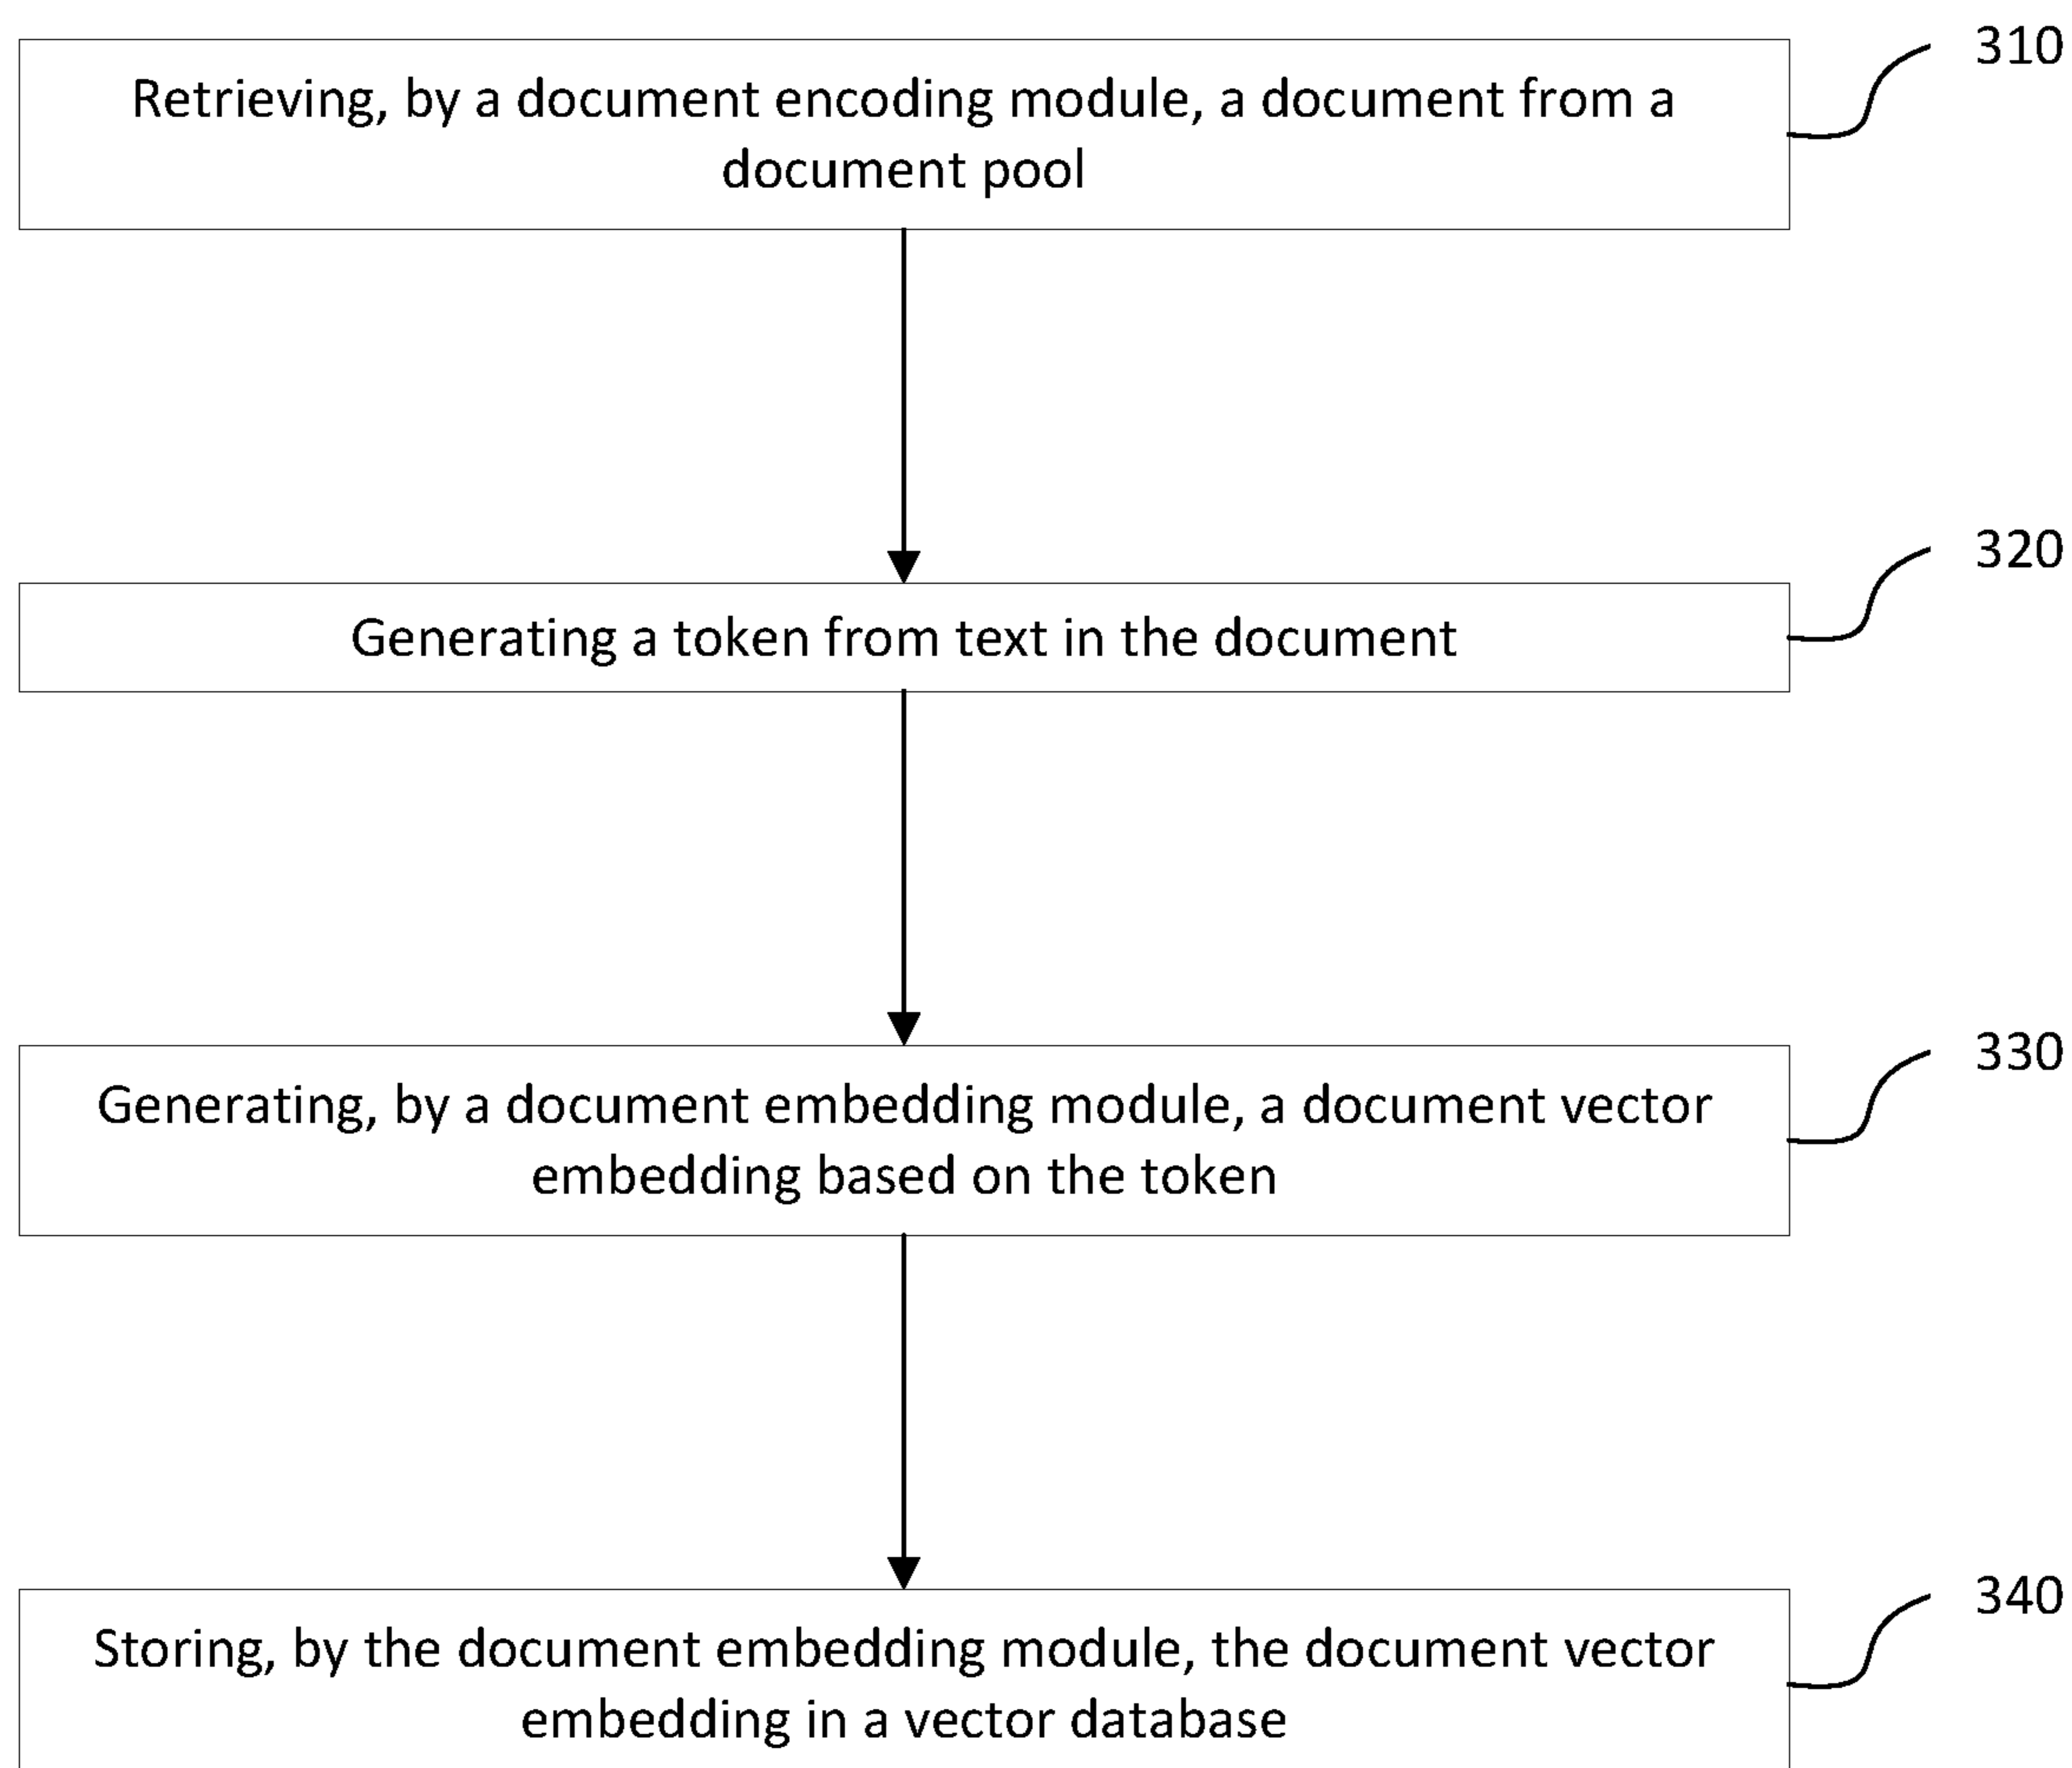 310
Retrieving, by a document encoding module, a document from a
document pool
320
Generating a token from text in the document
330
Generating, by a document embedding module, a document vector
embedding based on the token
340
Storing, by the document embedding module, the document vector
embedding in a vector database